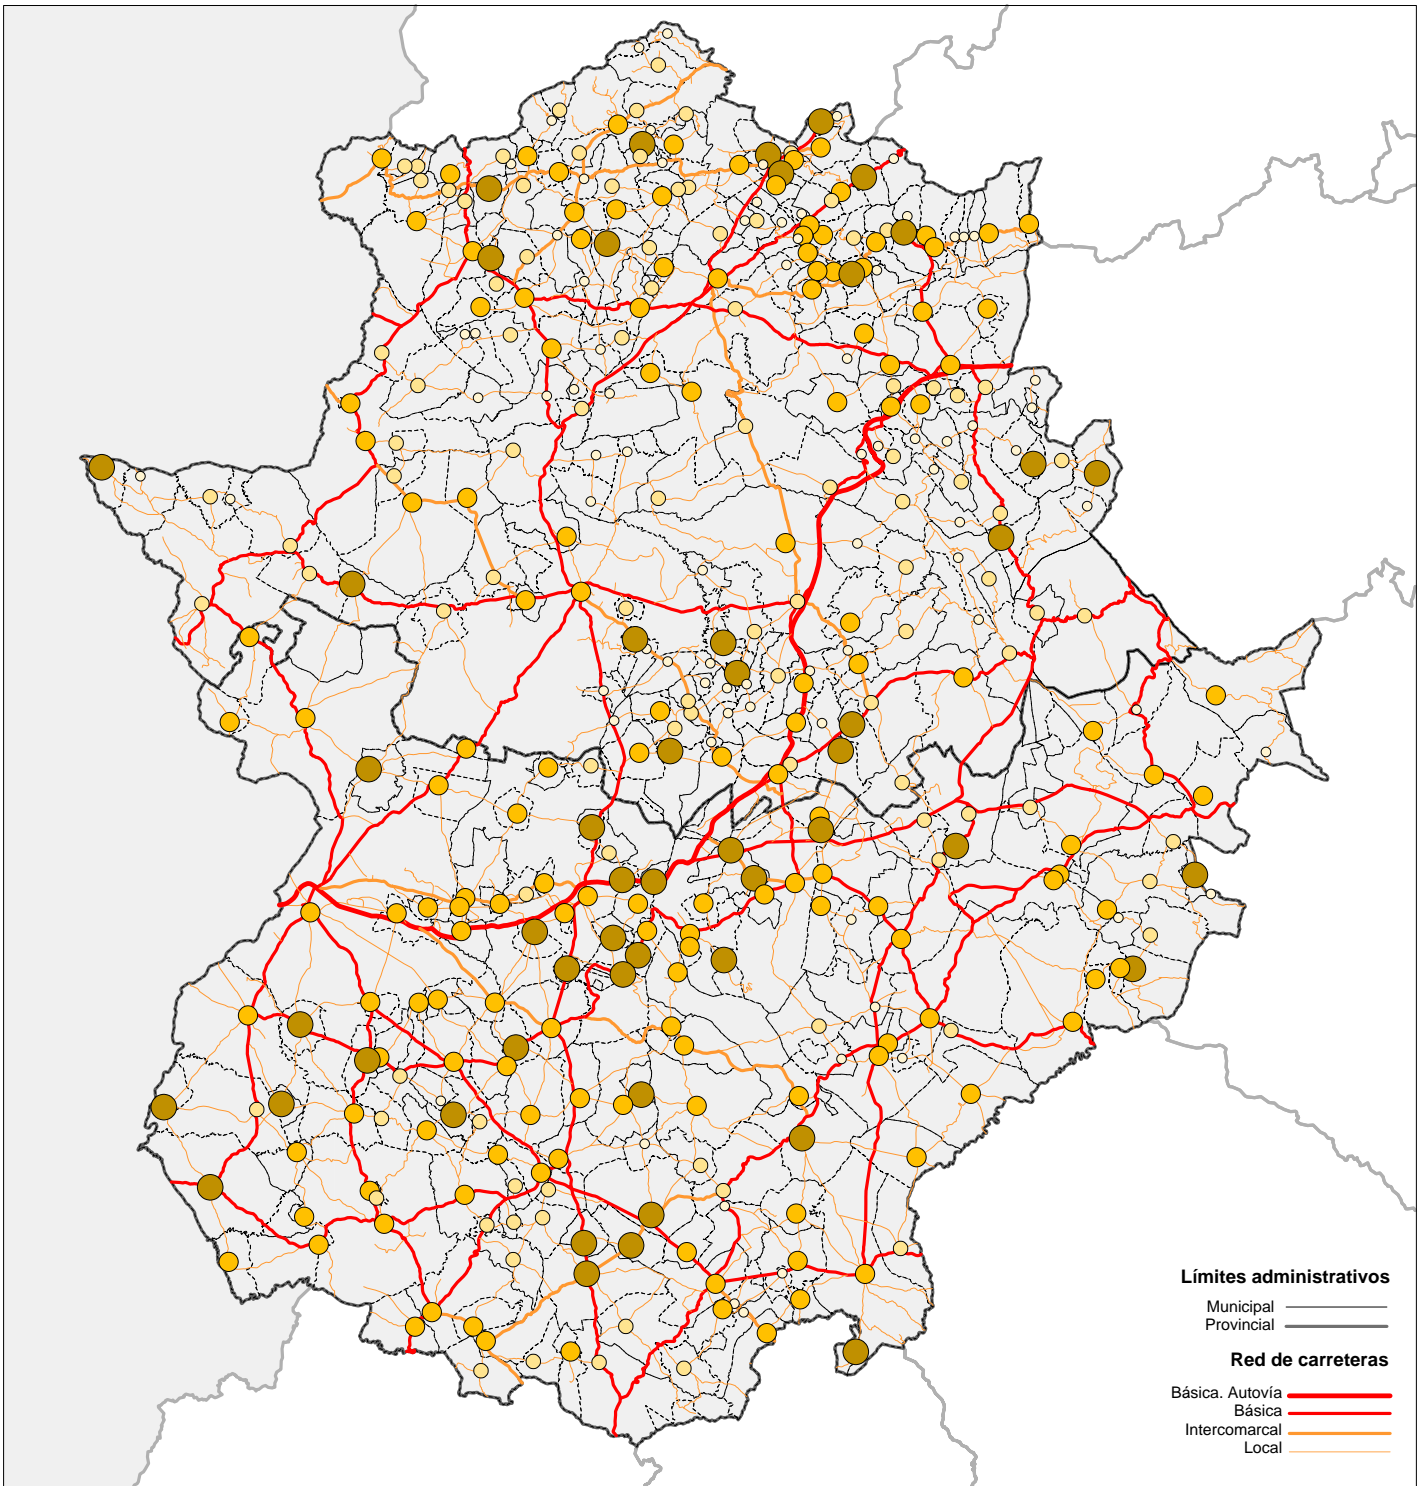 Límites administrativos
Municipal
Provincial
Red de carreteras
Básica. Autovía
Básica
Intercomarcal
Local